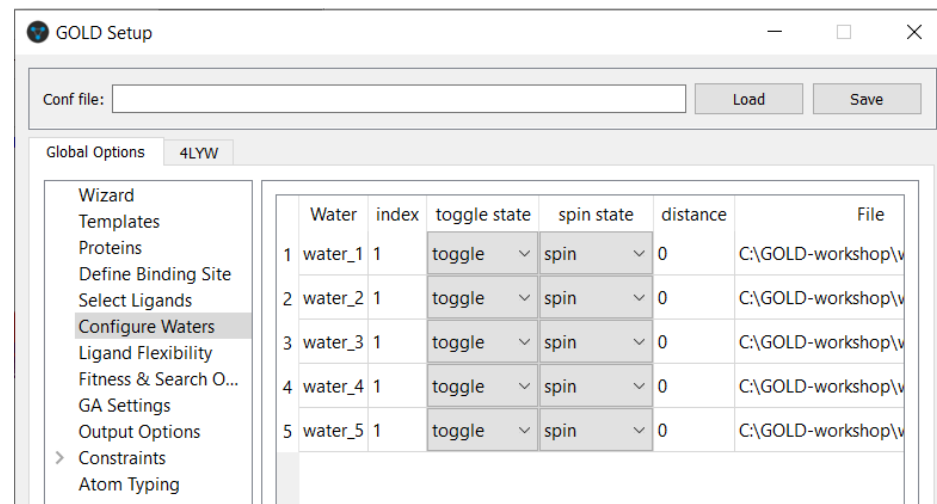 GOLD Setup
Conf file: Load Save
Global Options 4LYW
Wizard
Templates
Proteins
Define Binding Site
Select Ligands
Configure Waters
Ligand Flexibility
Fitness & Search O...
GA Settings
Output Options
Constraints
Atom Typing
Water index toggle state spin state distance File
1 water_1 1 toggle spin 0 C:\GOLD-workshop\w
2 water_2 1 toggle spin 0 C:\GOLD-workshop\w
3 water_3 1 toggle spin 0 C:\GOLD-workshop\w
4 water_4 1 toggle spin 0 C:\GOLD-workshop\w
5 water_5 1 toggle spin 0 C:\GOLD-workshop\w